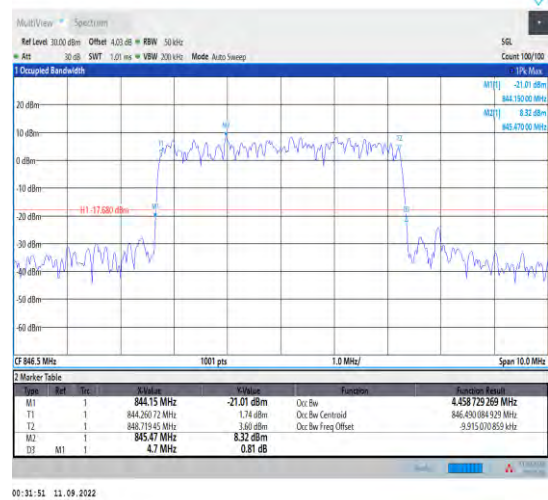 MultiView Spectrum
Ref Level 30.00 dBm Offset 4.03 dB RBW 50 kHz SGL
Att 30 dB SWT 1.01 ms VBW 200 kHz Mode Auto Sweep Count 100/100
1 Occupied Bandwidth 1Pk Max
M1[1] -21.01 dBm
844.150 00 MHz
M2[1] 8.32 dBm
845.470 00 MHz
20 dBm
10 dBm
0 dBm
-10 dBm
H1 -17.680 dBm
-20 dBm
-30 dBm
-40 dBm
-50 dBm
-60 dBm
T1
M2
T2
M1
D3
CF 846.5 MHz 1001 pts 1.0 MHz/ Span 10.0 MHz
2 Marker Table
Type Ref Trc X-Value Y-Value Function Function Result
M1 1 844.15 MHz -21.01 dBm Occ Bw 4.458 729 269 MHz
T1 1 844.260 72 MHz 1.74 dBm Occ Bw Centroid 846.490 084 929 MHz
T2 1 848.719 45 MHz 3.60 dBm Occ Bw Freq Offset -9.915 070 859 kHz
M2 1 845.47 MHz 8.32 dBm
D3 M1 1 4.7 MHz 0.81 dB
00:31:51 11.09.2022